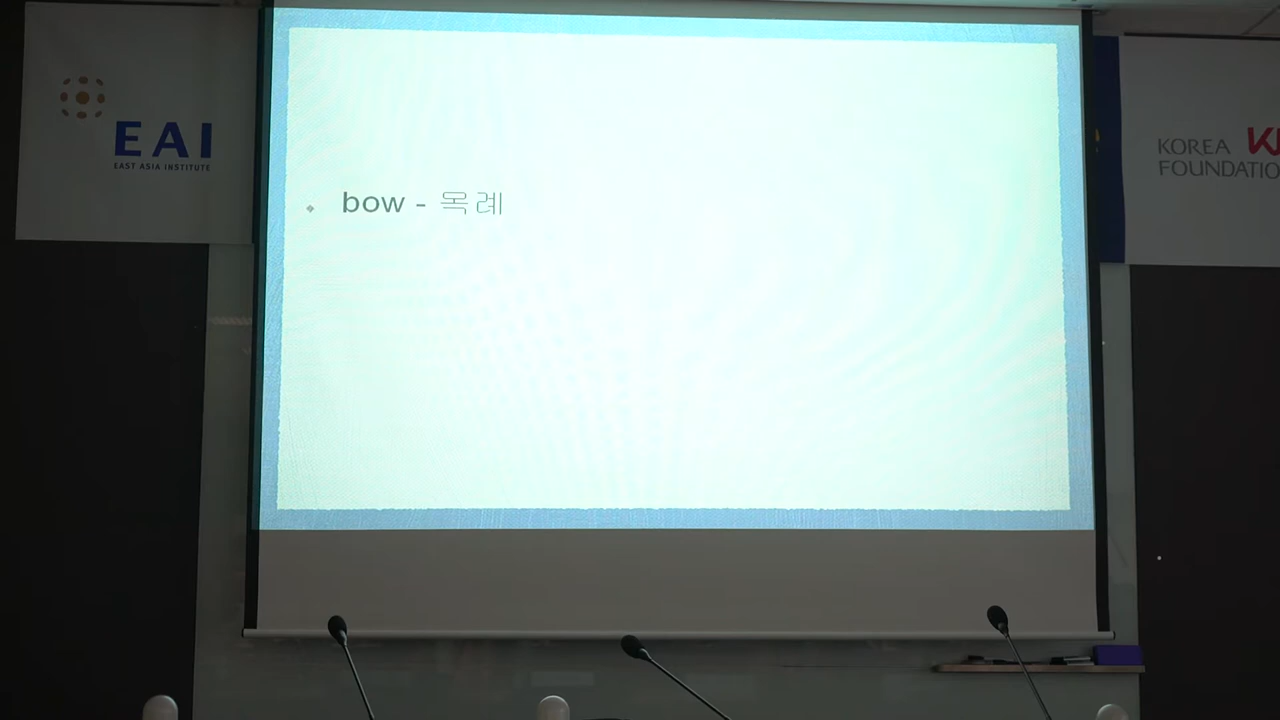 EAI
EAST ASIA INSTITUTE
bow - 목례
KOREA
FOUNDATIO